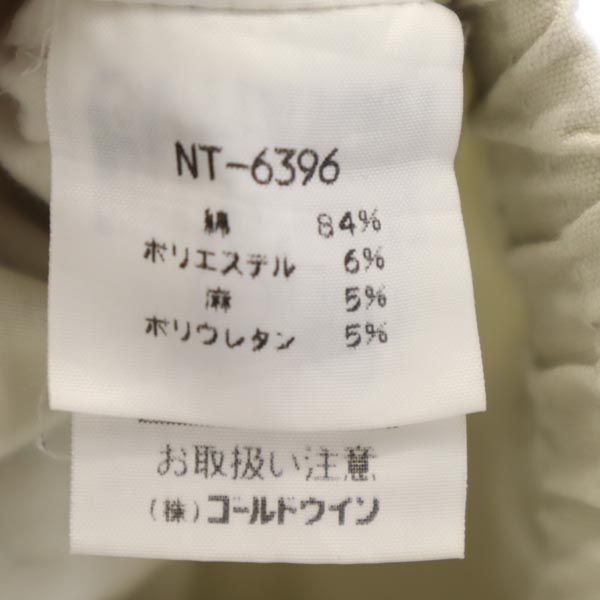 NT-6396
綿 84%
ポリエステル 6%
麻 5%
ポリウレタン 5%
お取扱い注意
(株)ゴールドウイン